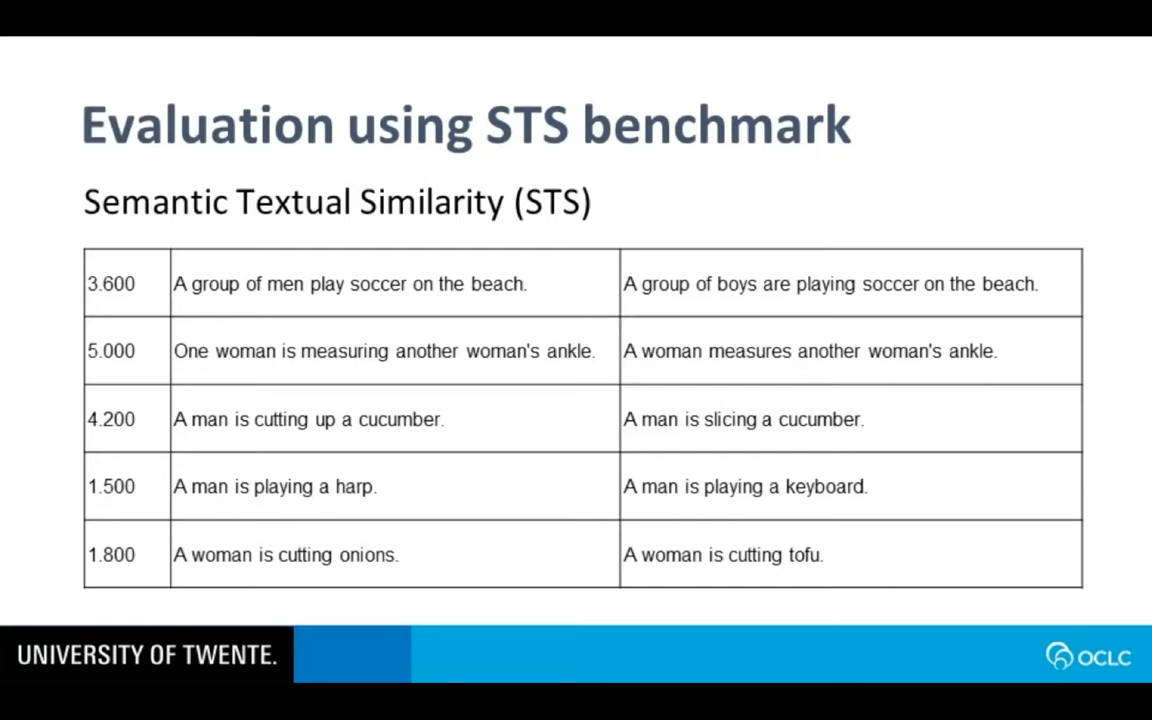 Evaluation using STS benchmark
Semantic Textual Similarity (STS)
3.600 A group of men play soccer on the beach. A group of boys are playing soccer on the beach.
5.000 One woman is measuring another woman's ankle. A woman measures another woman's ankle.
4.200 A man is cutting up a cucumber. A man is slicing a cucumber.
1.500 A man is playing a harp. A man is playing a keyboard.
1.800 A woman is cutting onions. A woman is cutting tofu.
UNIVERSITY OF TWENTE. OCLC